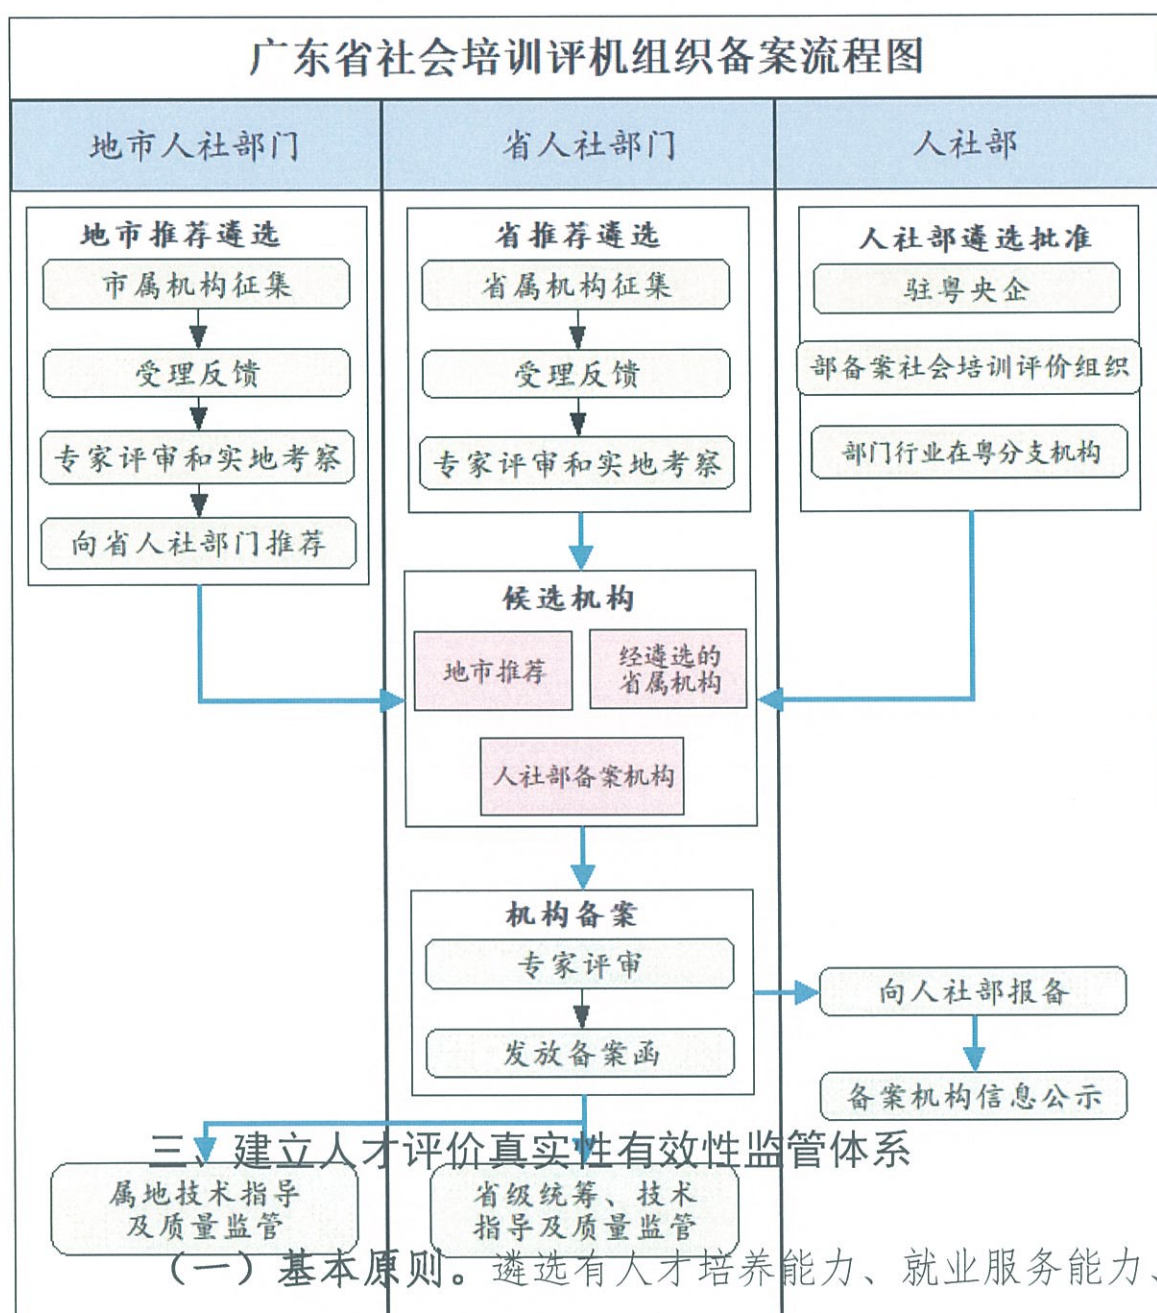 广东省社会培训评机组织备案流程图
地市人社部门
省人社部门
人社部
地市推荐遴选
市属机构征集
受理反馈
专家评审和实地考察
向省人社部门推荐
省推荐遴选
省属机构征集
受理反馈
专家评审和实地考察
人社部遴选批准
驻粤央企
部备案社会培训评价组织
部门行业在粤分支机构
候选机构
地市推荐
经遴选的
省属机构
人社部备案机构
机构备案
专家评审
发放备案函
向人社部报备
备案机构信息公示
三、建立人才评价真实性有效性监管体系
属地技术指导
及质量监管
省级统筹、技术
指导及质量监管
（一）基本原则。遴选有人才培养能力、就业服务能力、